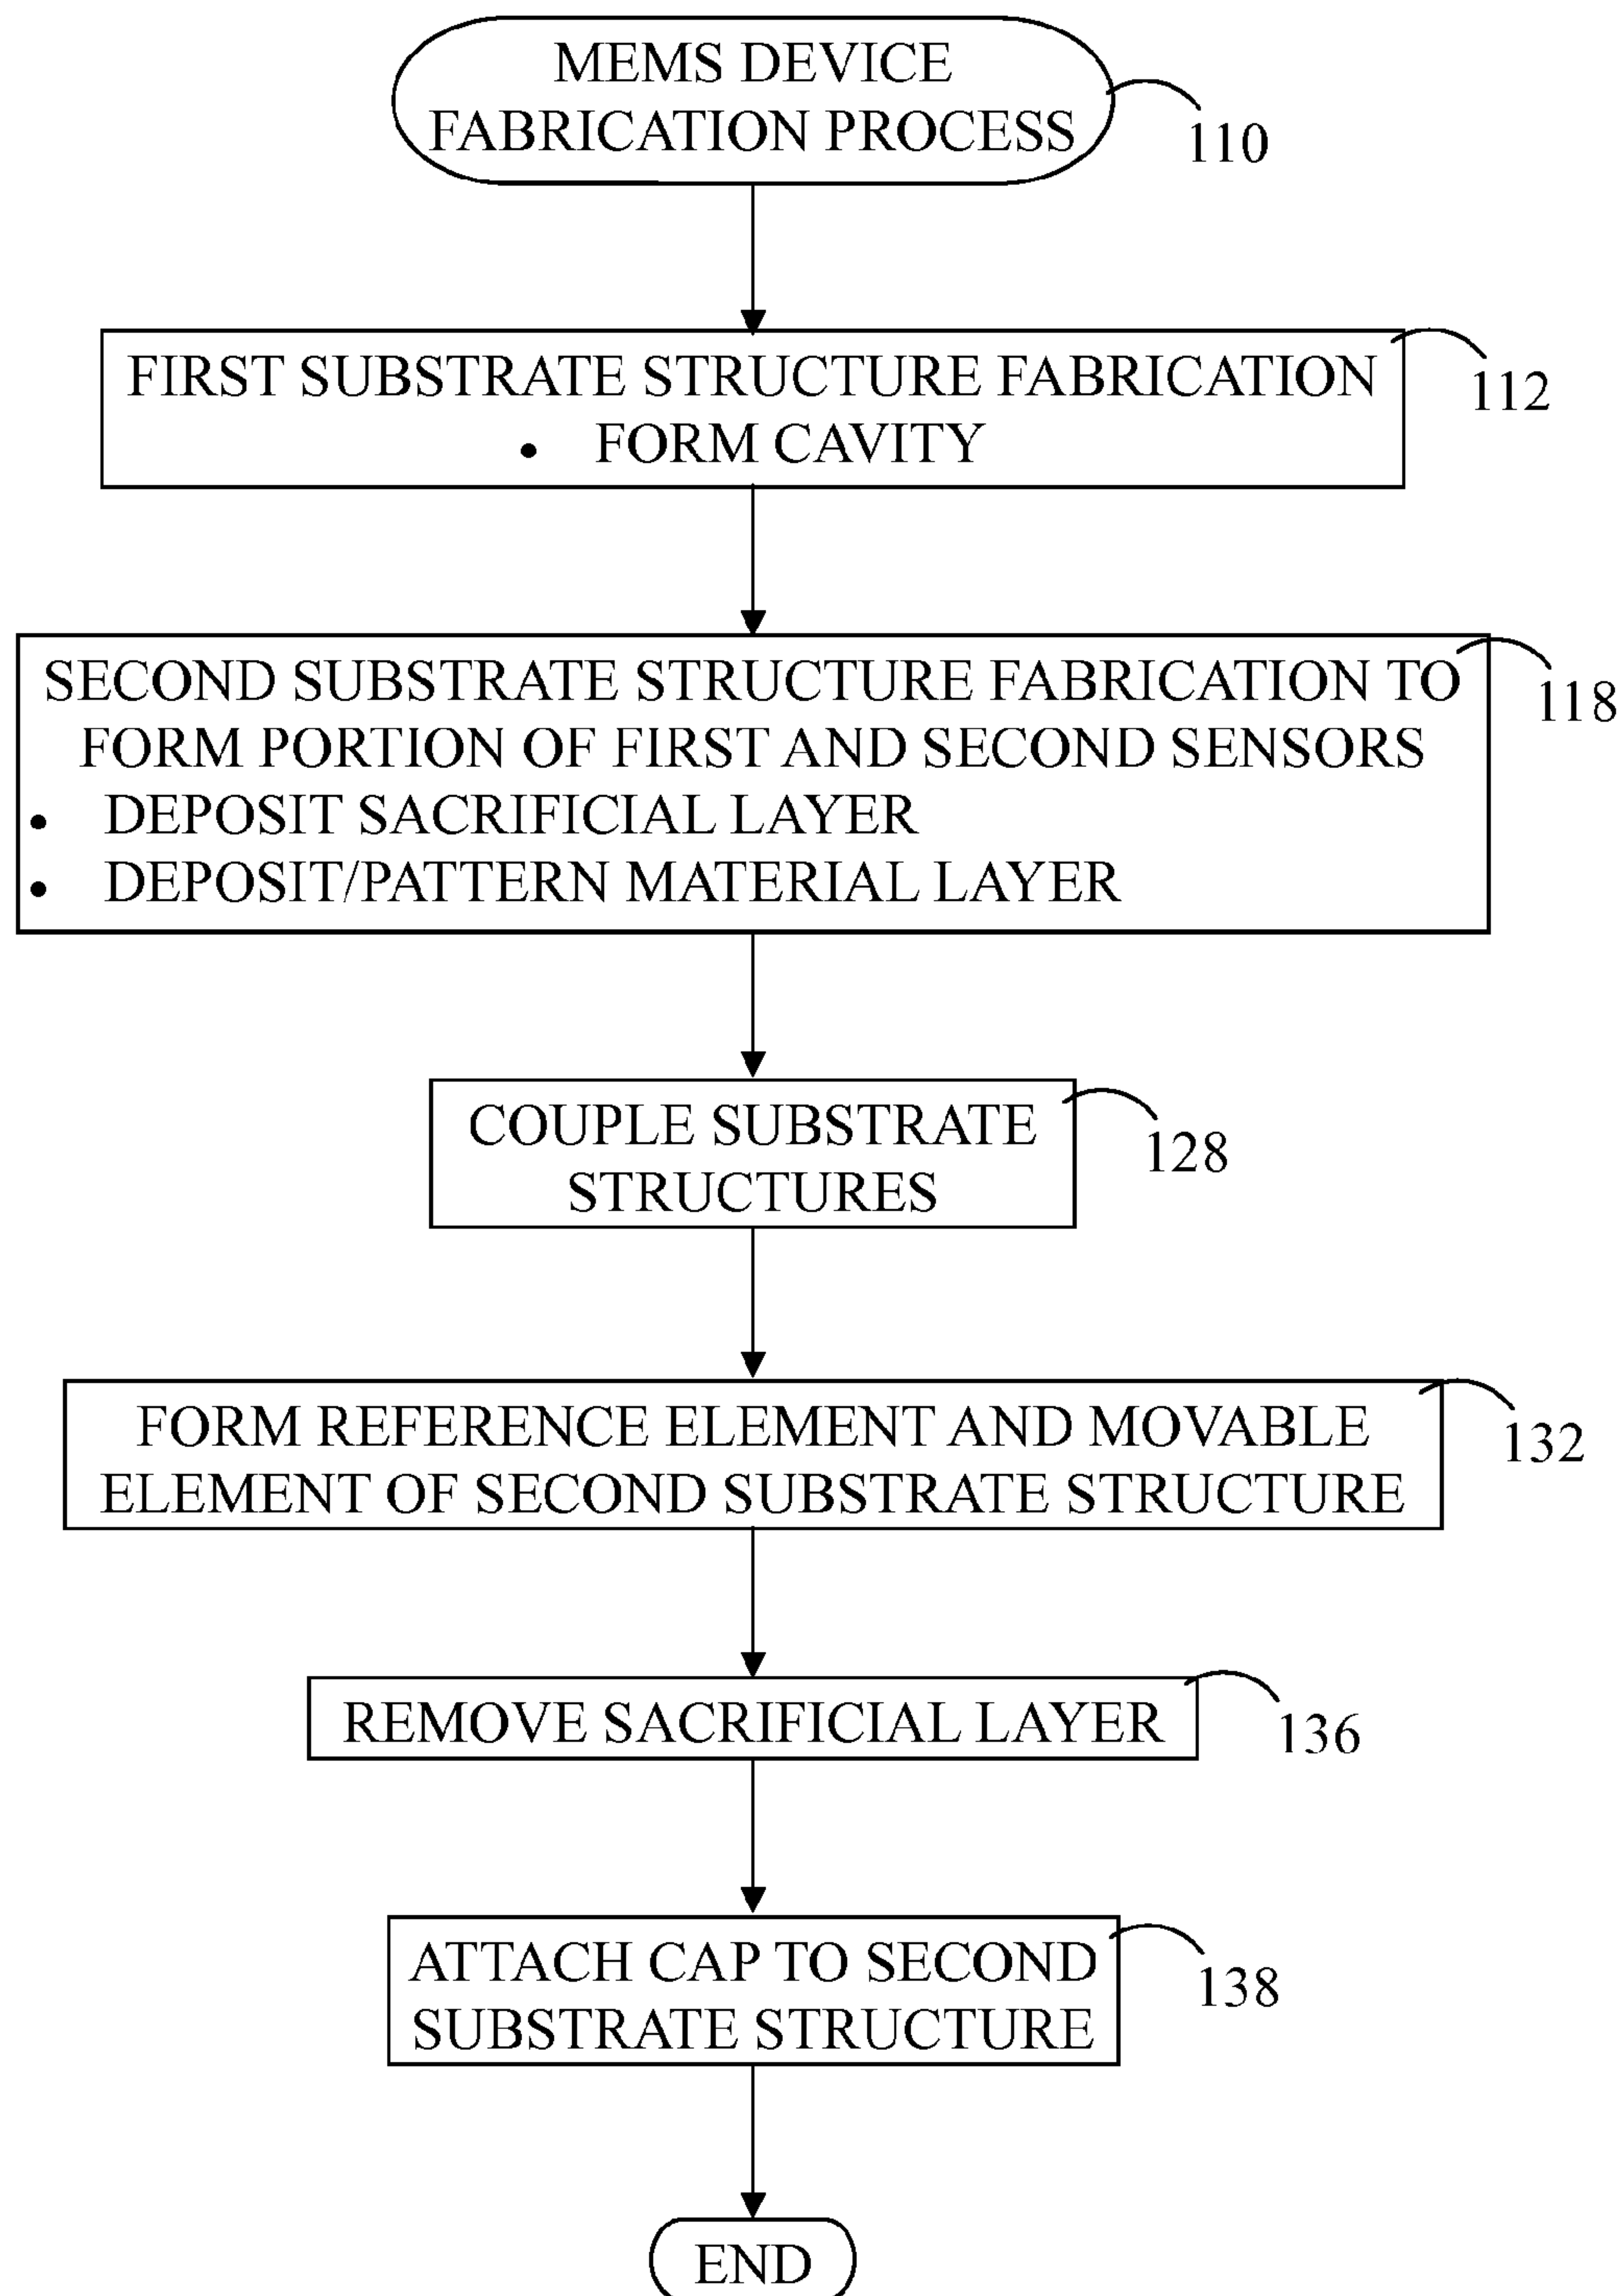 MEMS DEVICE
FABRICATION PROCESS
110
FIRST SUBSTRATE STRUCTURE FABRICATION
• FORM CAVITY
112
SECOND SUBSTRATE STRUCTURE FABRICATION TO
FORM PORTION OF FIRST AND SECOND SENSORS
• DEPOSIT SACRIFICIAL LAYER
• DEPOSIT/PATTERN MATERIAL LAYER
118
COUPLE SUBSTRATE
STRUCTURES
128
FORM REFERENCE ELEMENT AND MOVABLE
ELEMENT OF SECOND SUBSTRATE STRUCTURE
132
REMOVE SACRIFICIAL LAYER
136
ATTACH CAP TO SECOND
SUBSTRATE STRUCTURE
138
END